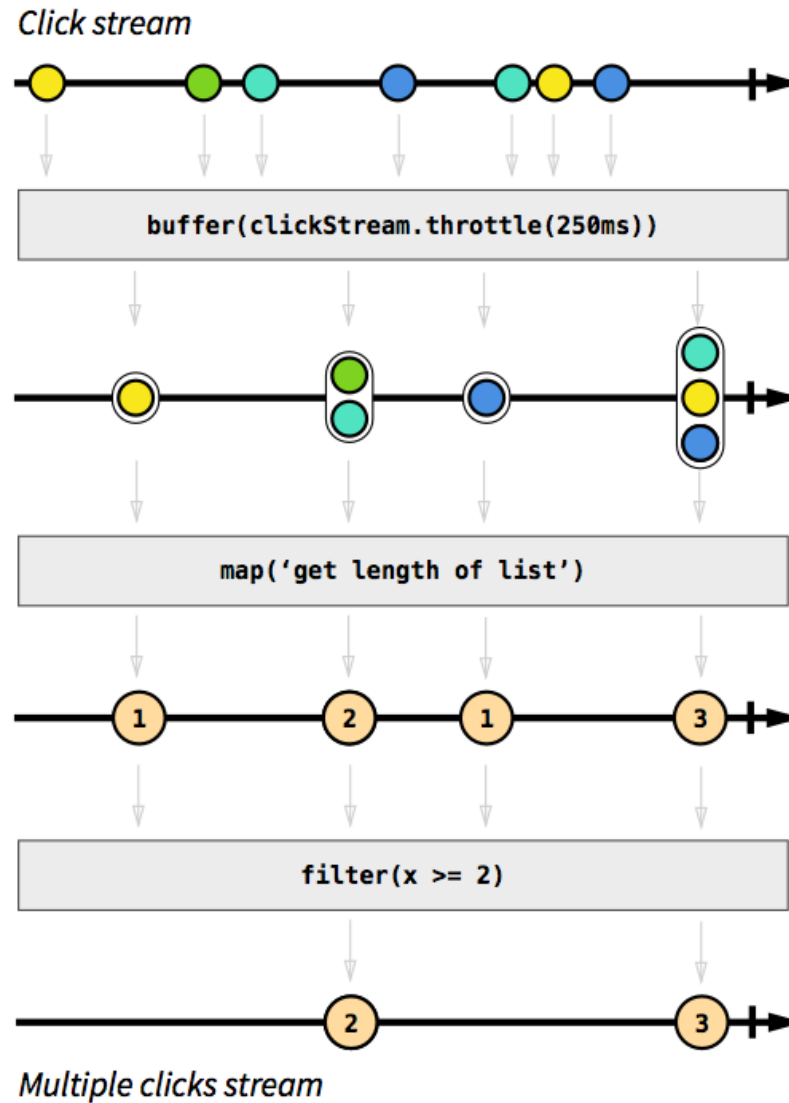 Click stream
buffer(clickStream.throttle(250ms))
map(‘get length of list’)
1 2 1 3
filter(x >= 2)
2 3
Multiple clicks stream